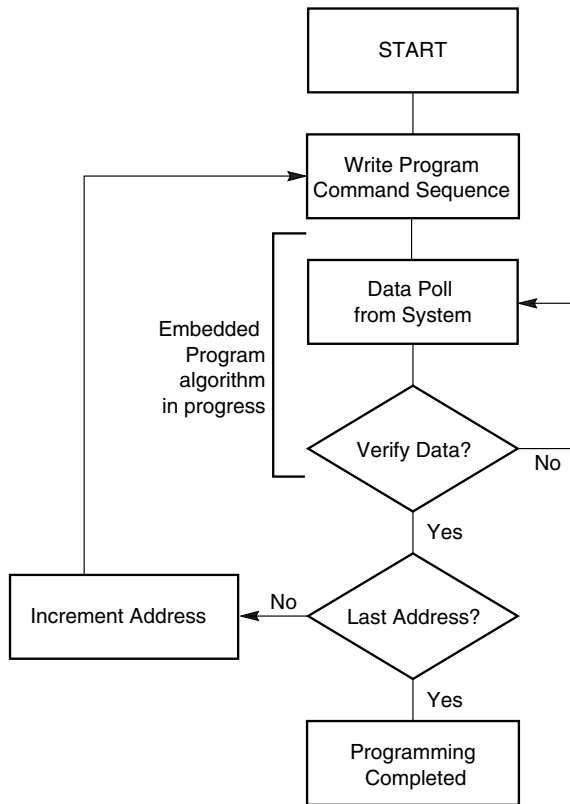 START
Write Program
Command Sequence
Data Poll
from System
Embedded
Program
algorithm
in progress
Verify Data?
No
Yes
Last Address?
No
Increment Address
Yes
Programming
Completed